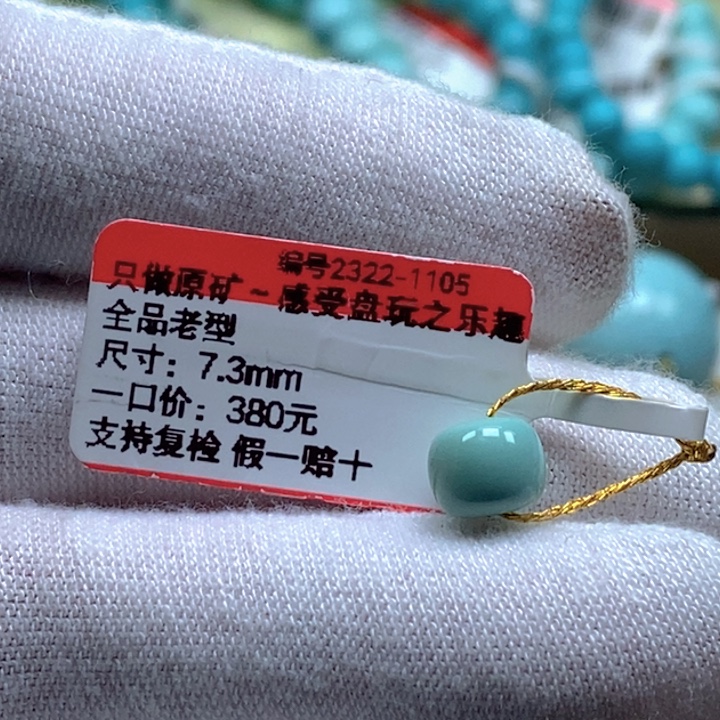 编号2322-1105
只做原矿~感受盘玩之乐趣
全品老型
尺寸：7.3mm
一口价：380元
支持复检 假一赔十